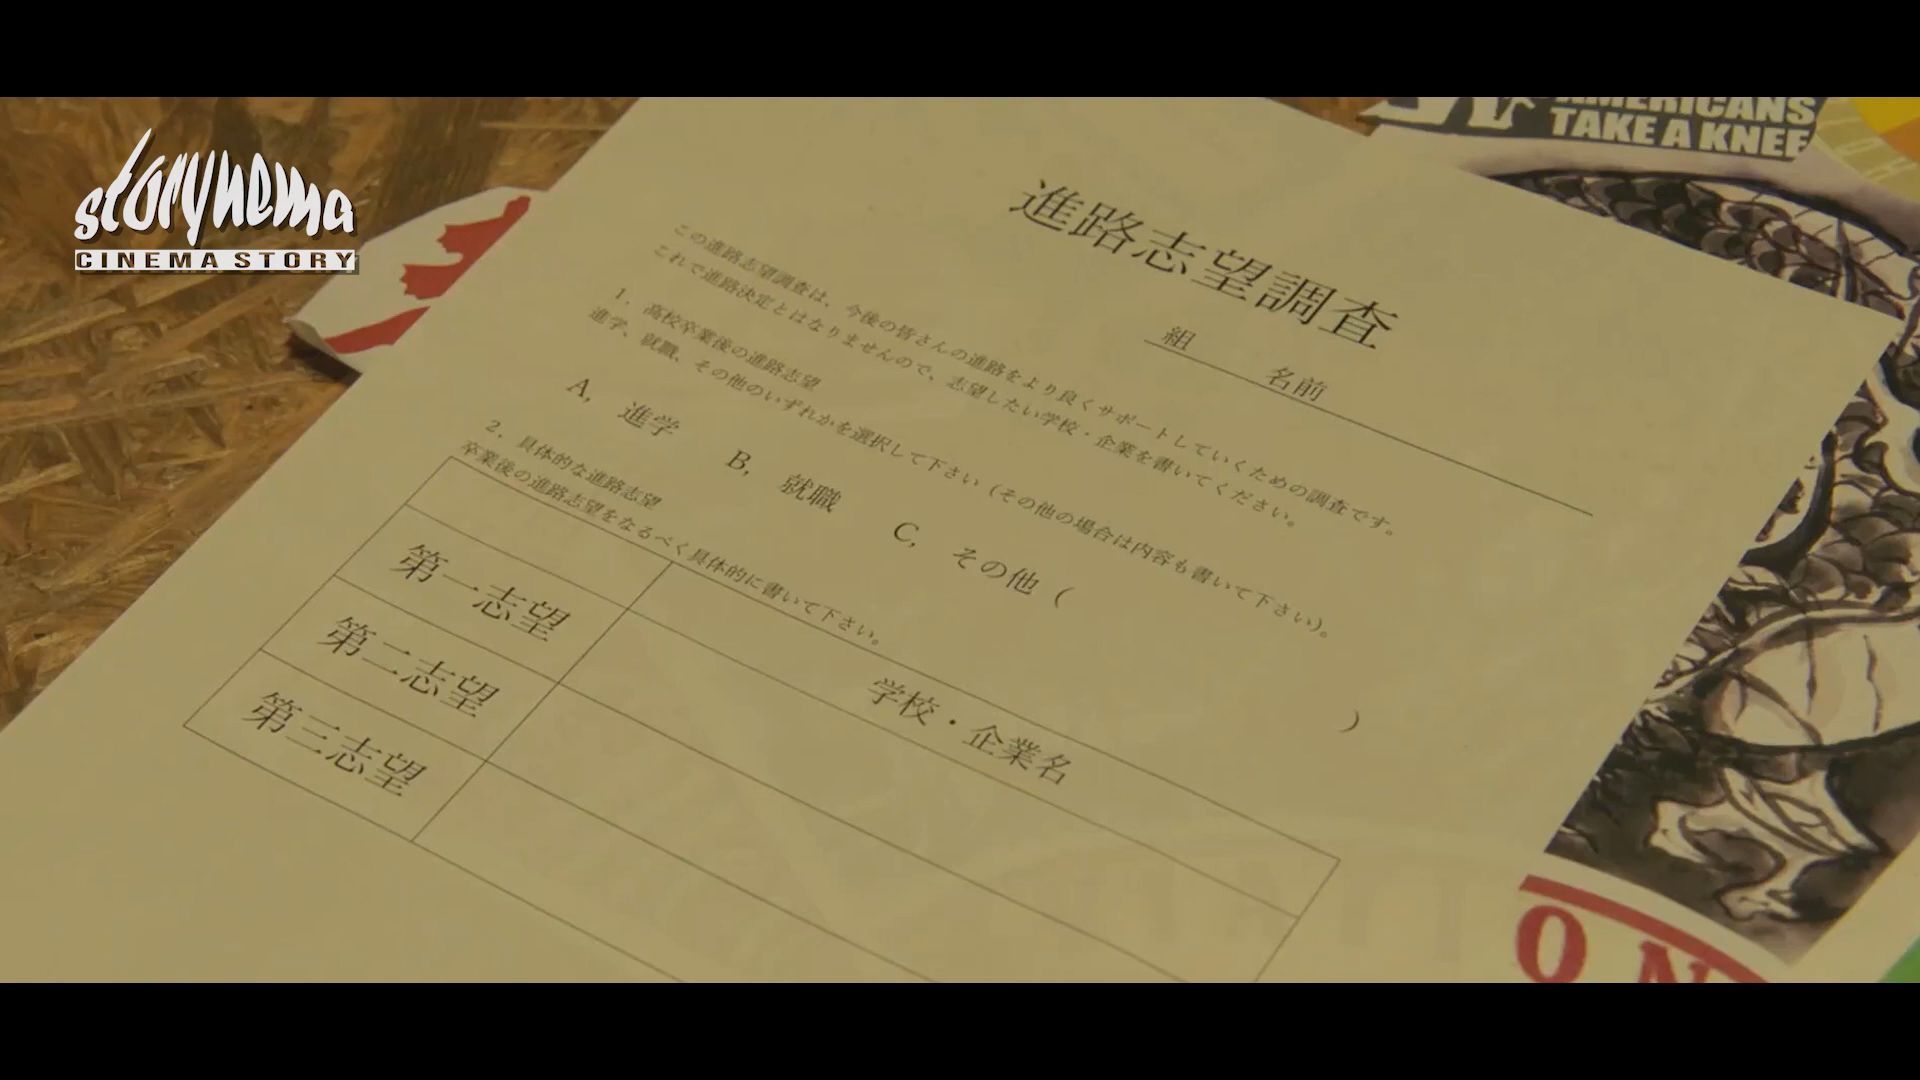 storynema
CINEMA STORY
AMERICANS
TAKE A KNEE
進路志望調査
組 名前
この進路志望調査は、今後の皆さんの進路をより良くサポートしていくための調査です。
これで進路決定とはなりませんので、志望したい学校・企業を書いてください。
1. 高校卒業後の進路志望
進学、就職、その他のいずれかを選択して下さい（その他の場合は内容も書いて下さい）。
A, 進学 B, 就職 C, その他（ ）
2. 具体的な進路志望
卒業後の進路志望をなるべく具体的に書いて下さい。
学校・企業名
第一志望
第二志望
第三志望
ON